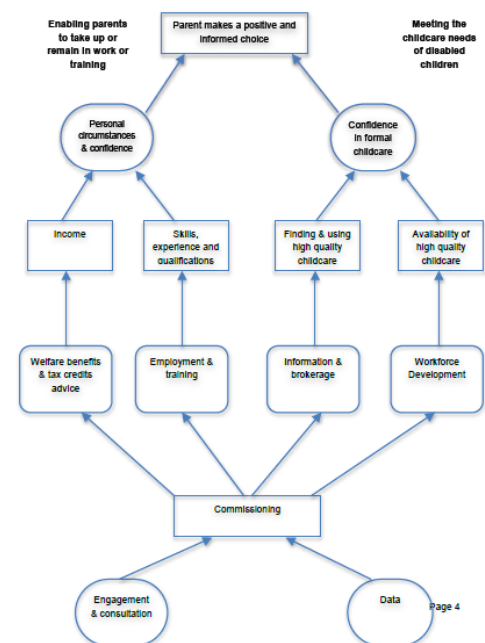 Enabling parents
to take up or
remain in work or
training
Parent makes a positive and
informed choice
Meeting the
childcare needs
of disabled
children
Personal
circumstances
& confidence
Confidence
in formal
childcare
Income
Skills,
experience and
qualifications
Finding & using
high quality
childcare
Availability of
high quality
childcare
Welfare benefits
& tax credits
advice
Employment &
training
Information &
brokerage
Workforce
Development
Commissioning
Engagement
& consultation
Data
Page 4